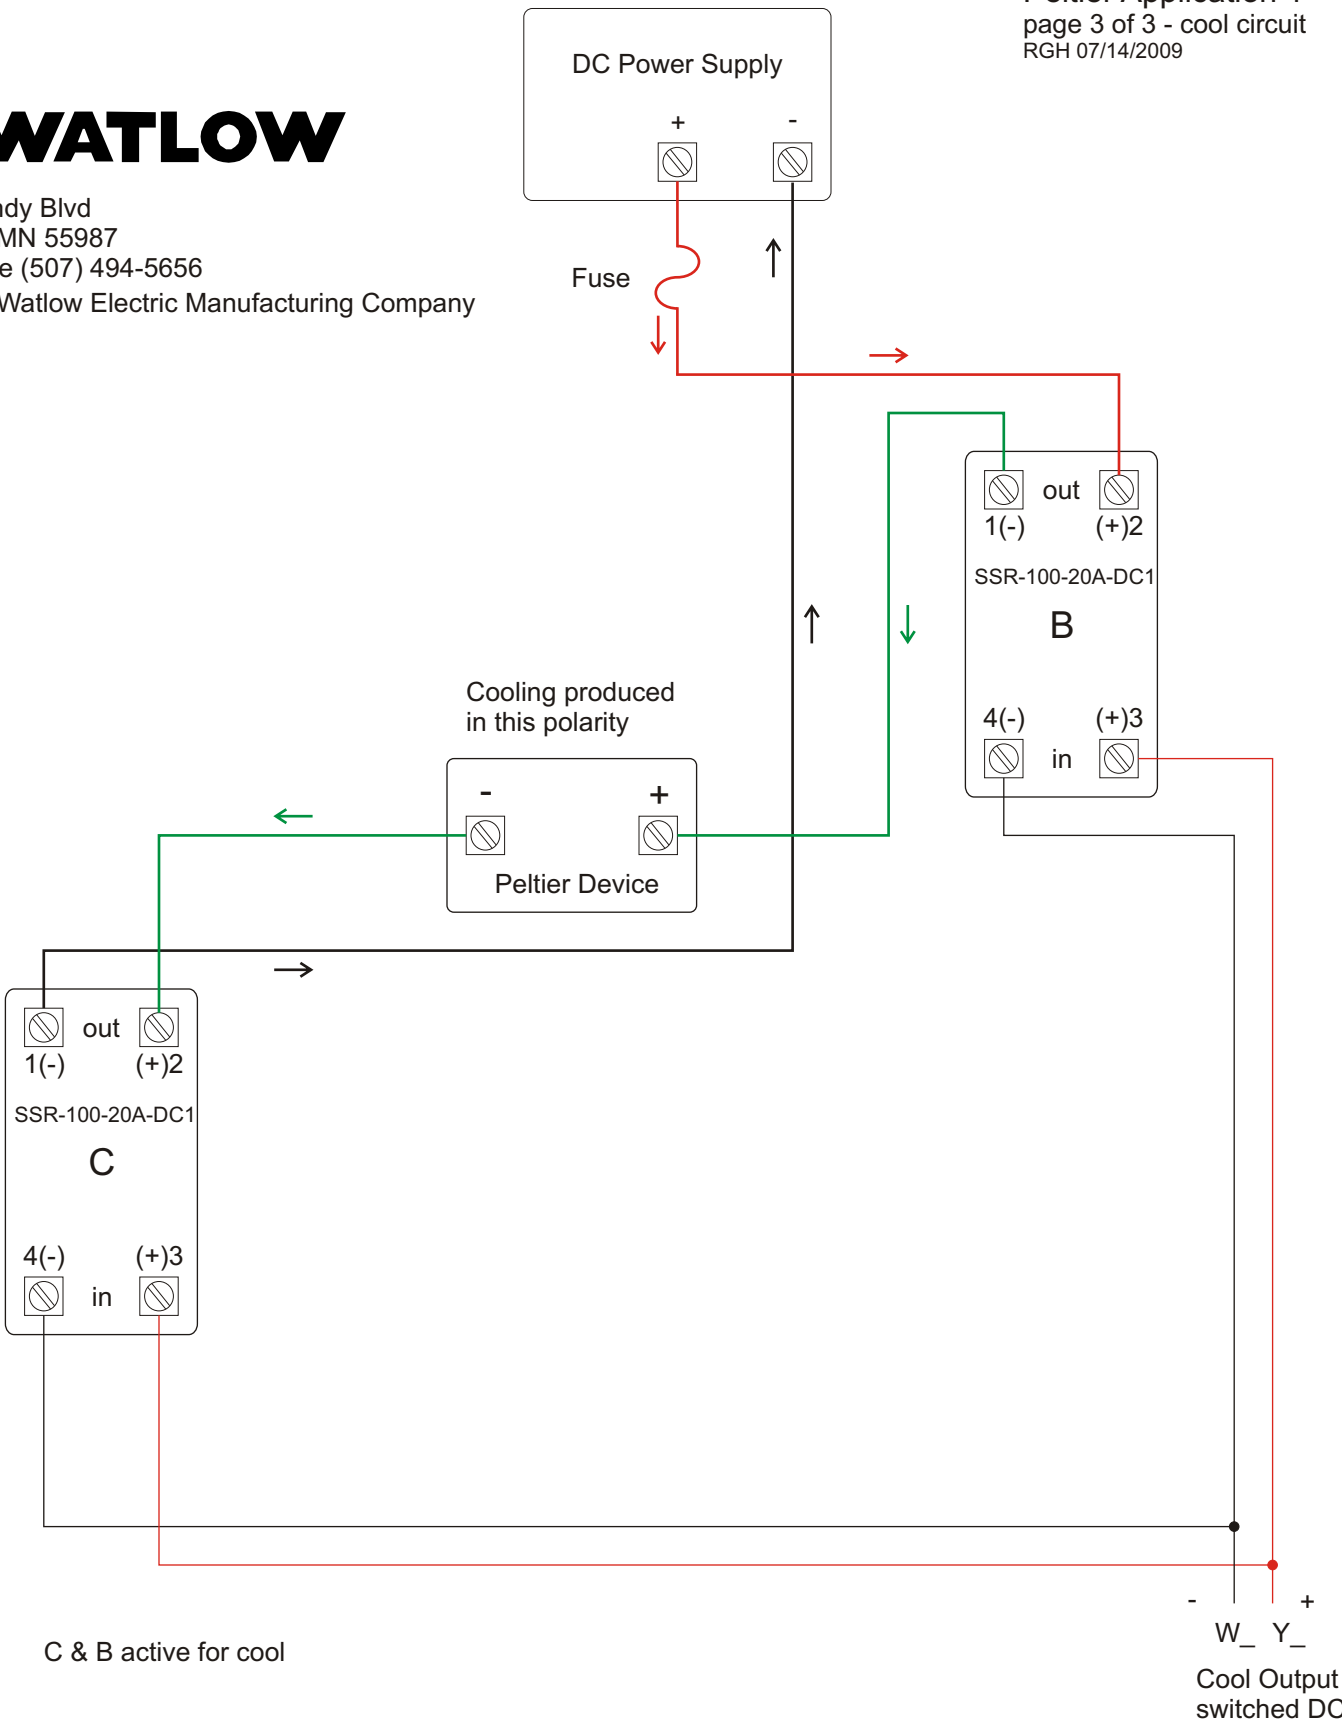 page 3 of 3 - cool circuit
RGH 07/14/2009
DC Power Supply
+ -
WATLOW
Blvd
MN 55987
(507) 494-5656
Watlow Electric Manufacturing Company
Fuse
out
1(-) (+)2
SSR-100-20A-DC1
B
4(-) (+)3
in
Cooling produced
in this polarity
- +
Peltier Device
out
1(-) (+)2
SSR-100-20A-DC1
C
4(-) (+)3
in
- +
W_ Y_
C & B active for cool
Cool Output
switched DC